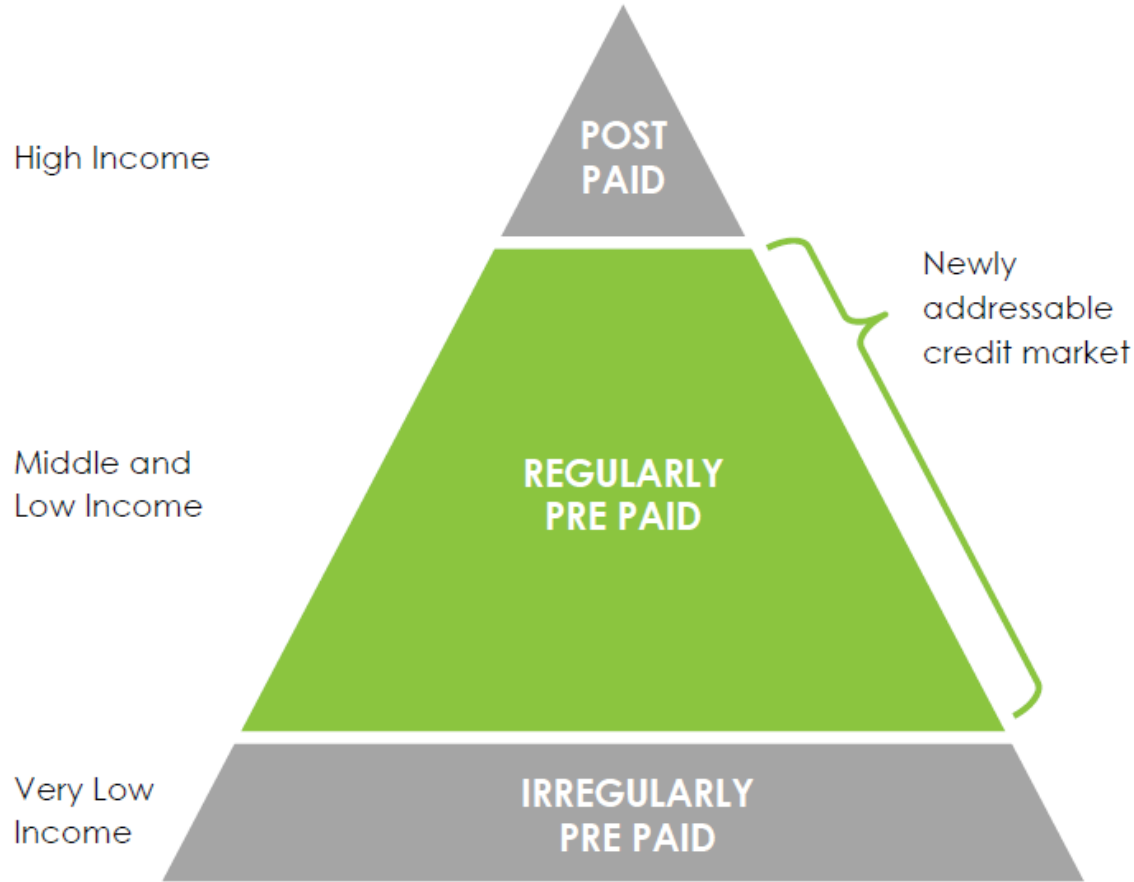 High Income
POST
PAID
Newly
addressable
credit market
Middle and
Low Income
REGULARLY
PRE PAID
Very Low
Income
IRREGULARLY
PRE PAID